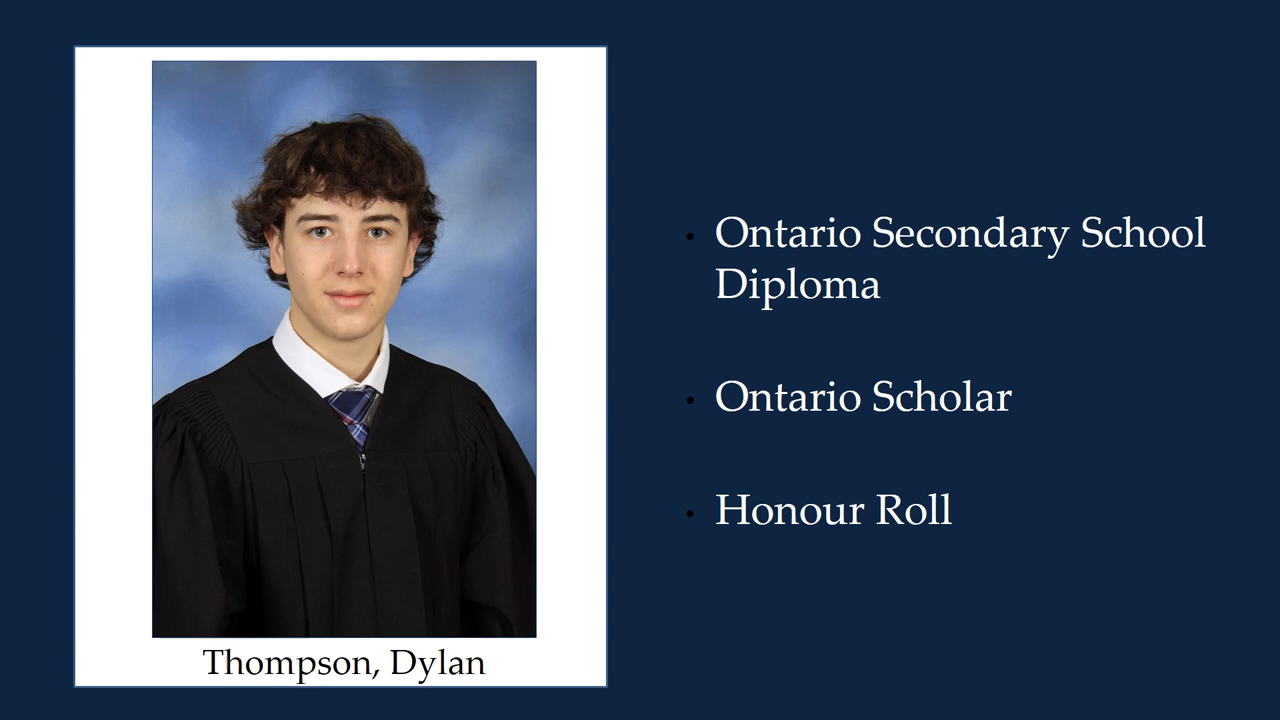 Ontario Secondary School
Diploma
Ontario Scholar
Honour Roll
Thompson, Dylan